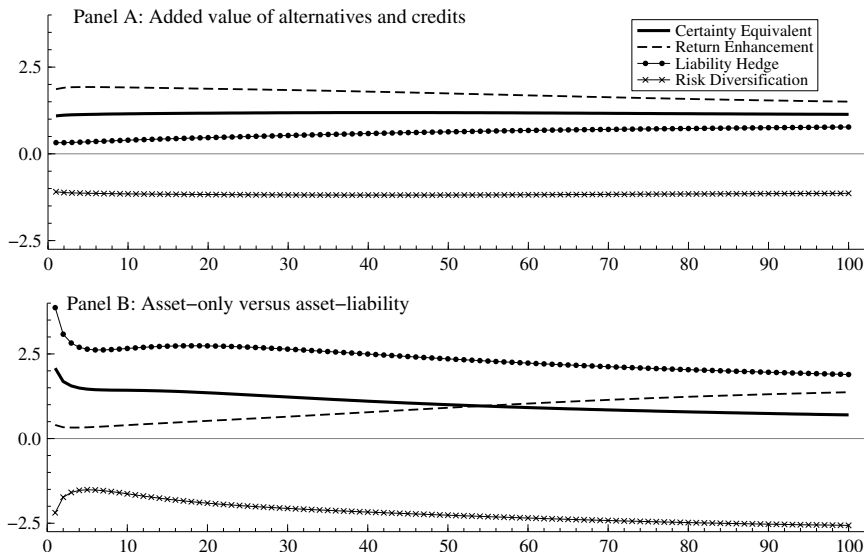 Panel A: Added value of alternatives and credits
Certainty Equivalent
Return Enhancement
Liability Hedge
Risk Diversification
2.5
0.0
−2.5
0 10 20 30 40 50 60 70 80 90 100
Panel B: Asset−only versus asset−liability
2.5
0.0
−2.5
0 10 20 30 40 50 60 70 80 90 100